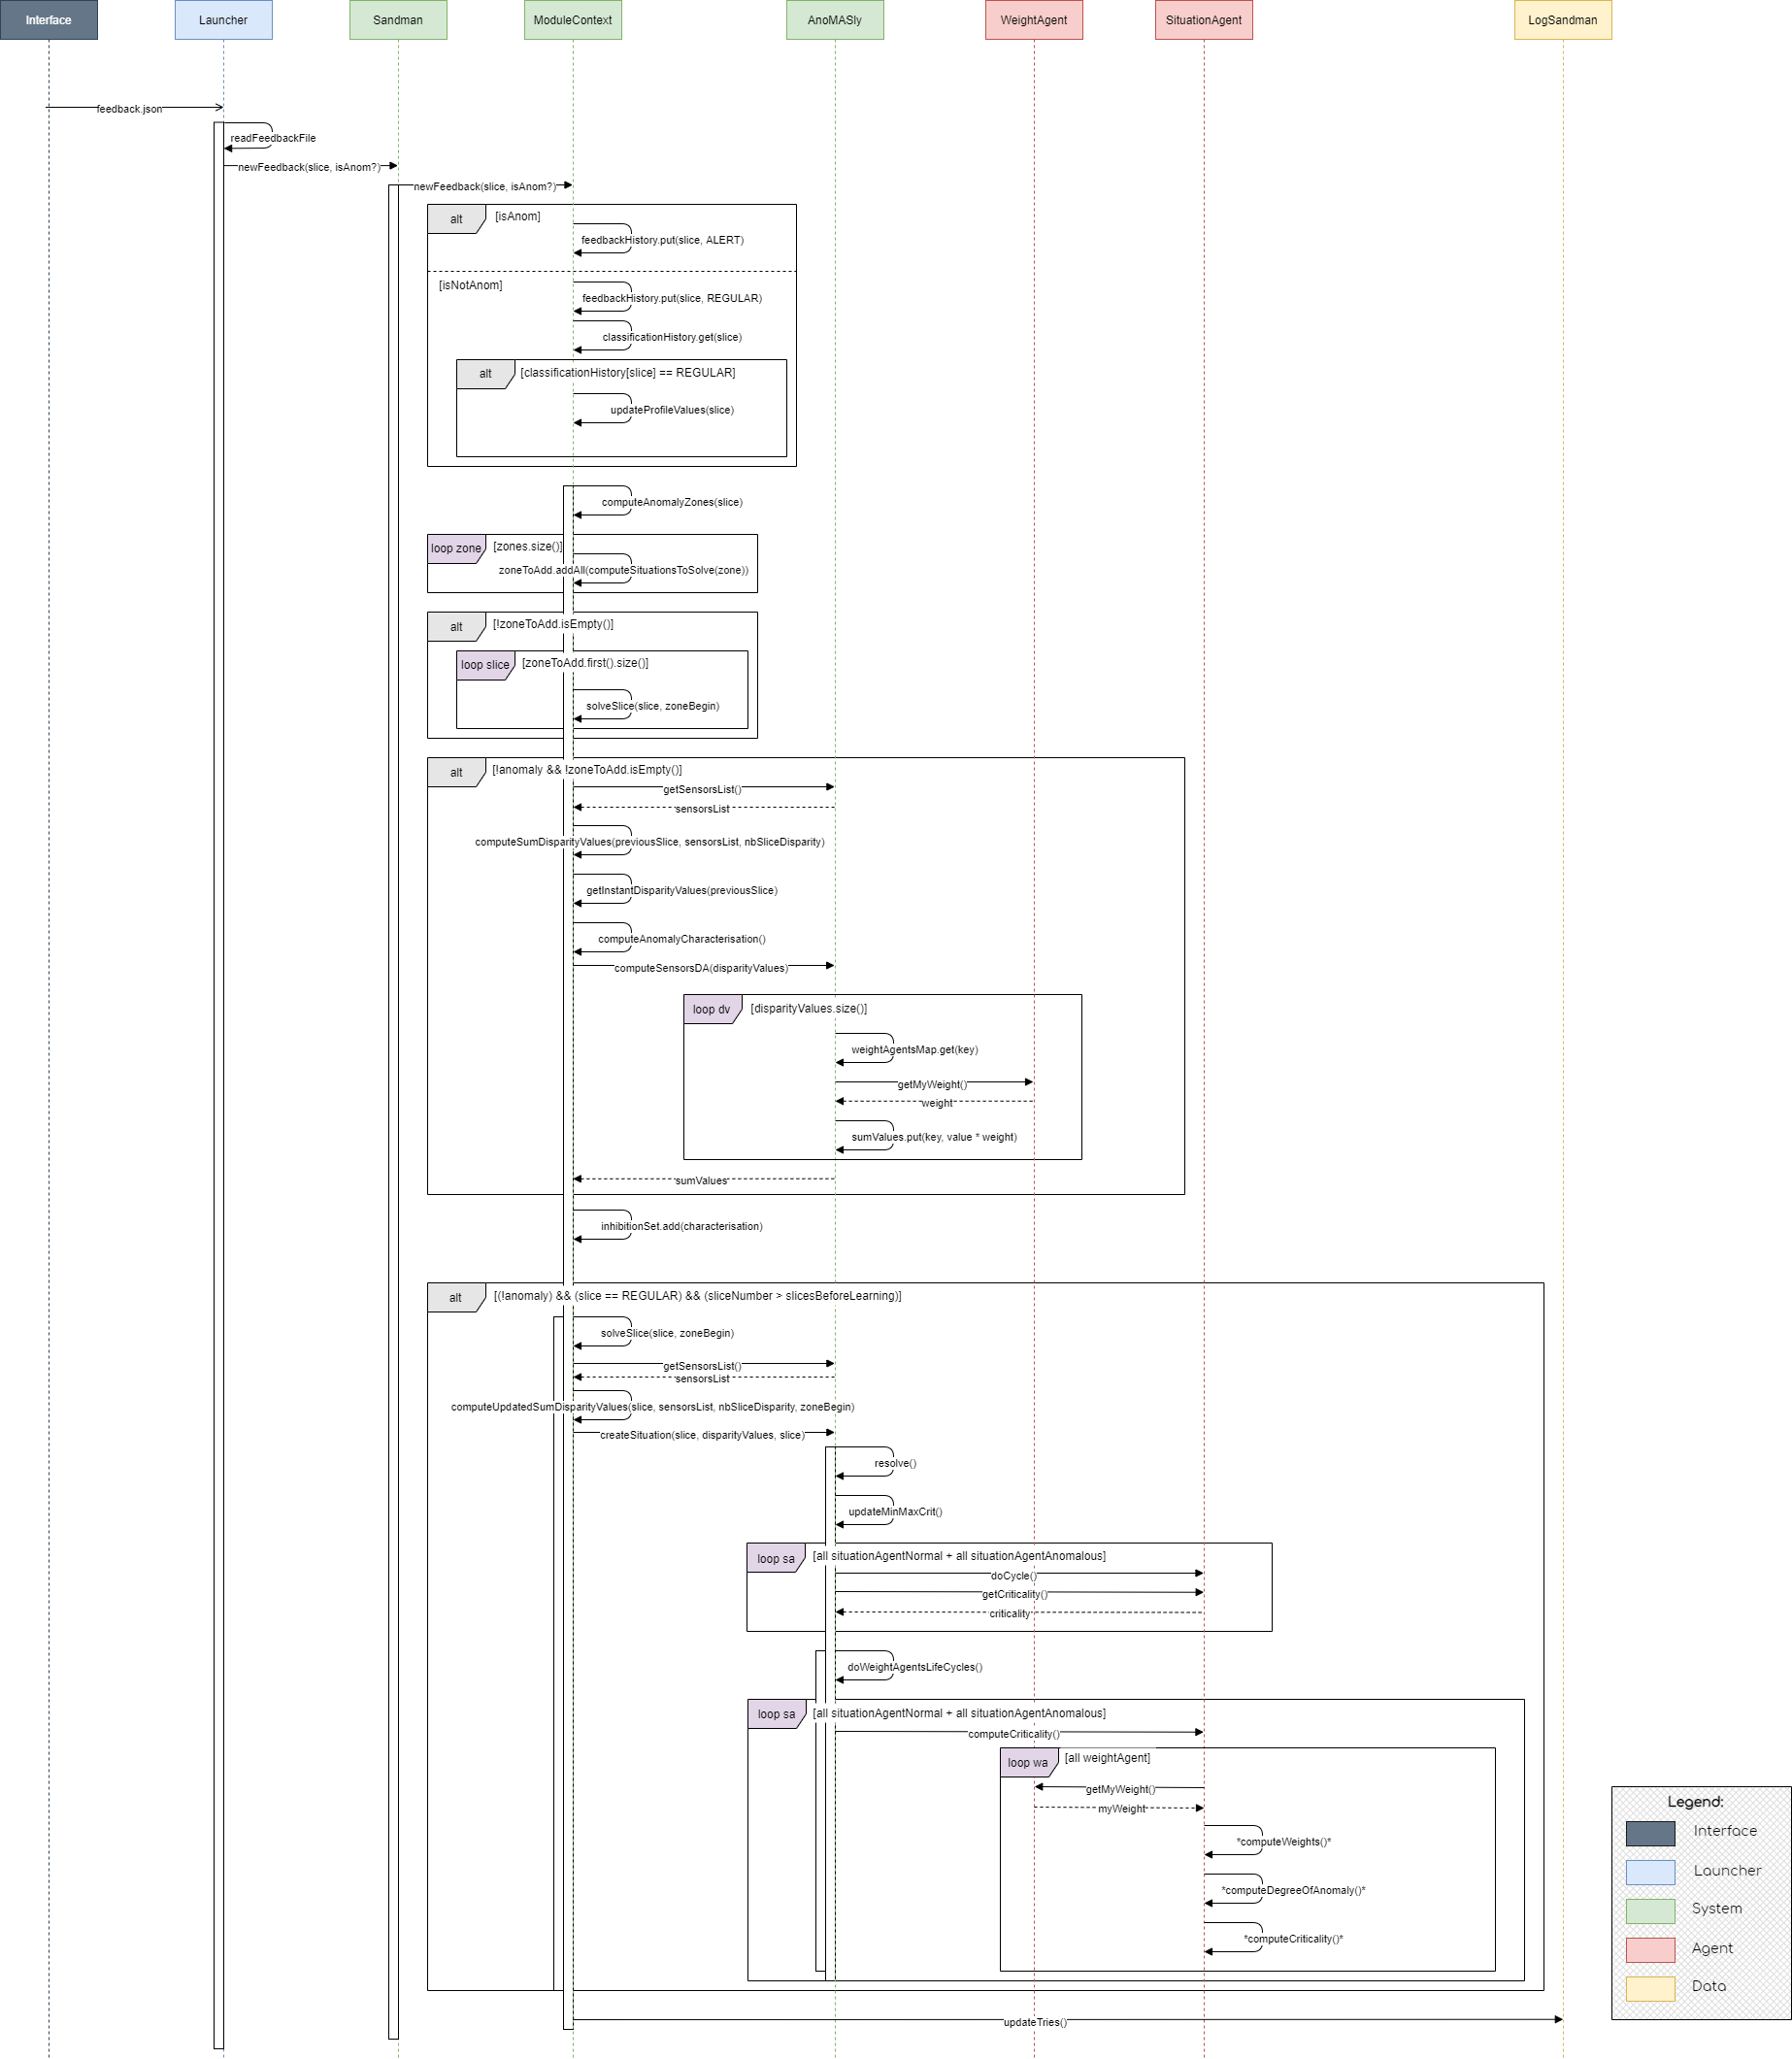 Interface
Launcher
Sandman
ModuleContext
AnoMASly
WeightAgent
SituationAgent
LogSandman
feedback.json
readFeedbackFile
newFeedback(slice, isAnom?)
newFeedback(slice, isAnom?)
alt
[isAnom]
feedbackHistory.put(slice, ALERT)
[isNotAnom]
feedbackHistory.put(slice, REGULAR)
classificationHistory.get(slice)
alt
[classificationHistory[slice] == REGULAR]
updateProfileValues(slice)
computeAnomalyZones(slice)
loop zone
[zones.size()]
zoneToAdd.addAll(computeSituationsToSolve(zone))
alt
[!zoneToAdd.isEmpty()]
loop slice
[zoneToAdd.first().size()]
solveSlice(slice, zoneBegin)
alt
[!anomaly && !zoneToAdd.isEmpty()]
getSensorsList()
sensorsList
computeSumDisparityValues(previousSlice, sensorsList, nbSliceDisparity)
getInstantDisparityValues(previousSlice)
computeAnomalyCharacterisation()
computeSensorsDA(disparityValues)
loop dv
[disparityValues.size()]
weightAgentsMap.get(key)
getMyWeight()
weight
sumValues.put(key, value * weight)
sumValues
inhibitionSet.add(characterisation)
alt
[(!anomaly) && (slice == REGULAR) && (sliceNumber > slicesBeforeLearning)]
solveSlice(slice, zoneBegin)
getSensorsList()
sensorsList
computeUpdatedSumDisparityValues(slice, sensorsList, nbSliceDisparity, zoneBegin)
createSituation(slice, disparityValues, slice)
resolve()
updateMinMaxCrit()
loop sa
[all situationAgentNormal + all situationAgentAnomalous]
doCycle()
getCriticality()
criticality
doWeightAgentsLifeCycles()
loop sa
[all situationAgentNormal + all situationAgentAnomalous]
computeCriticality()
loop wa
[all weightAgent]
getMyWeight()
myWeight
*computeWeights()*
*computeDegreeOfAnomaly()*
*computeCriticality()*
updateTries()
Legend:
Interface
Launcher
System
Agent
Data